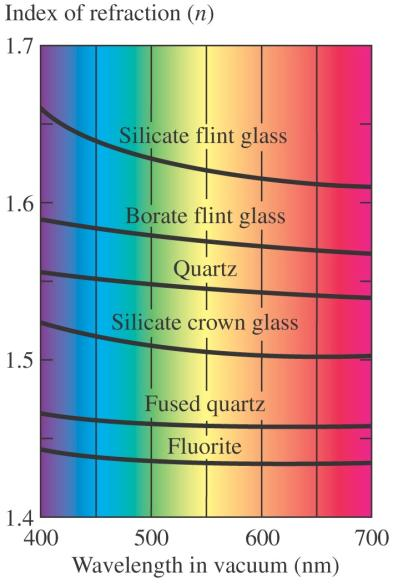 Index of refraction (n)
1.7
Silicate flint glass
1.6
Borate flint glass
Quartz
Silicate crown glass
1.5
Fused quartz
Fluorite
1.4
400 500 600 700
Wavelength in vacuum (nm)